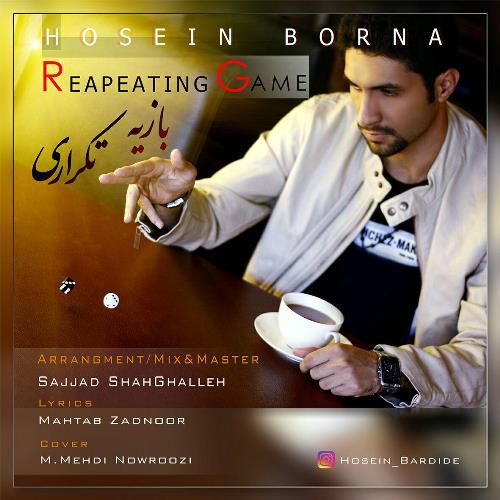 HOSEIN BORNA
REAPEATING GAME
بازیه
تکراری
ARRANGMENT/MIX&MASTER
SAJJAD SHAHGHALLEH
LYRICS
MAHTAB ZADNOOR
COVER
M.MEHDI NOWROOZI
HOSEIN_BARDIDE